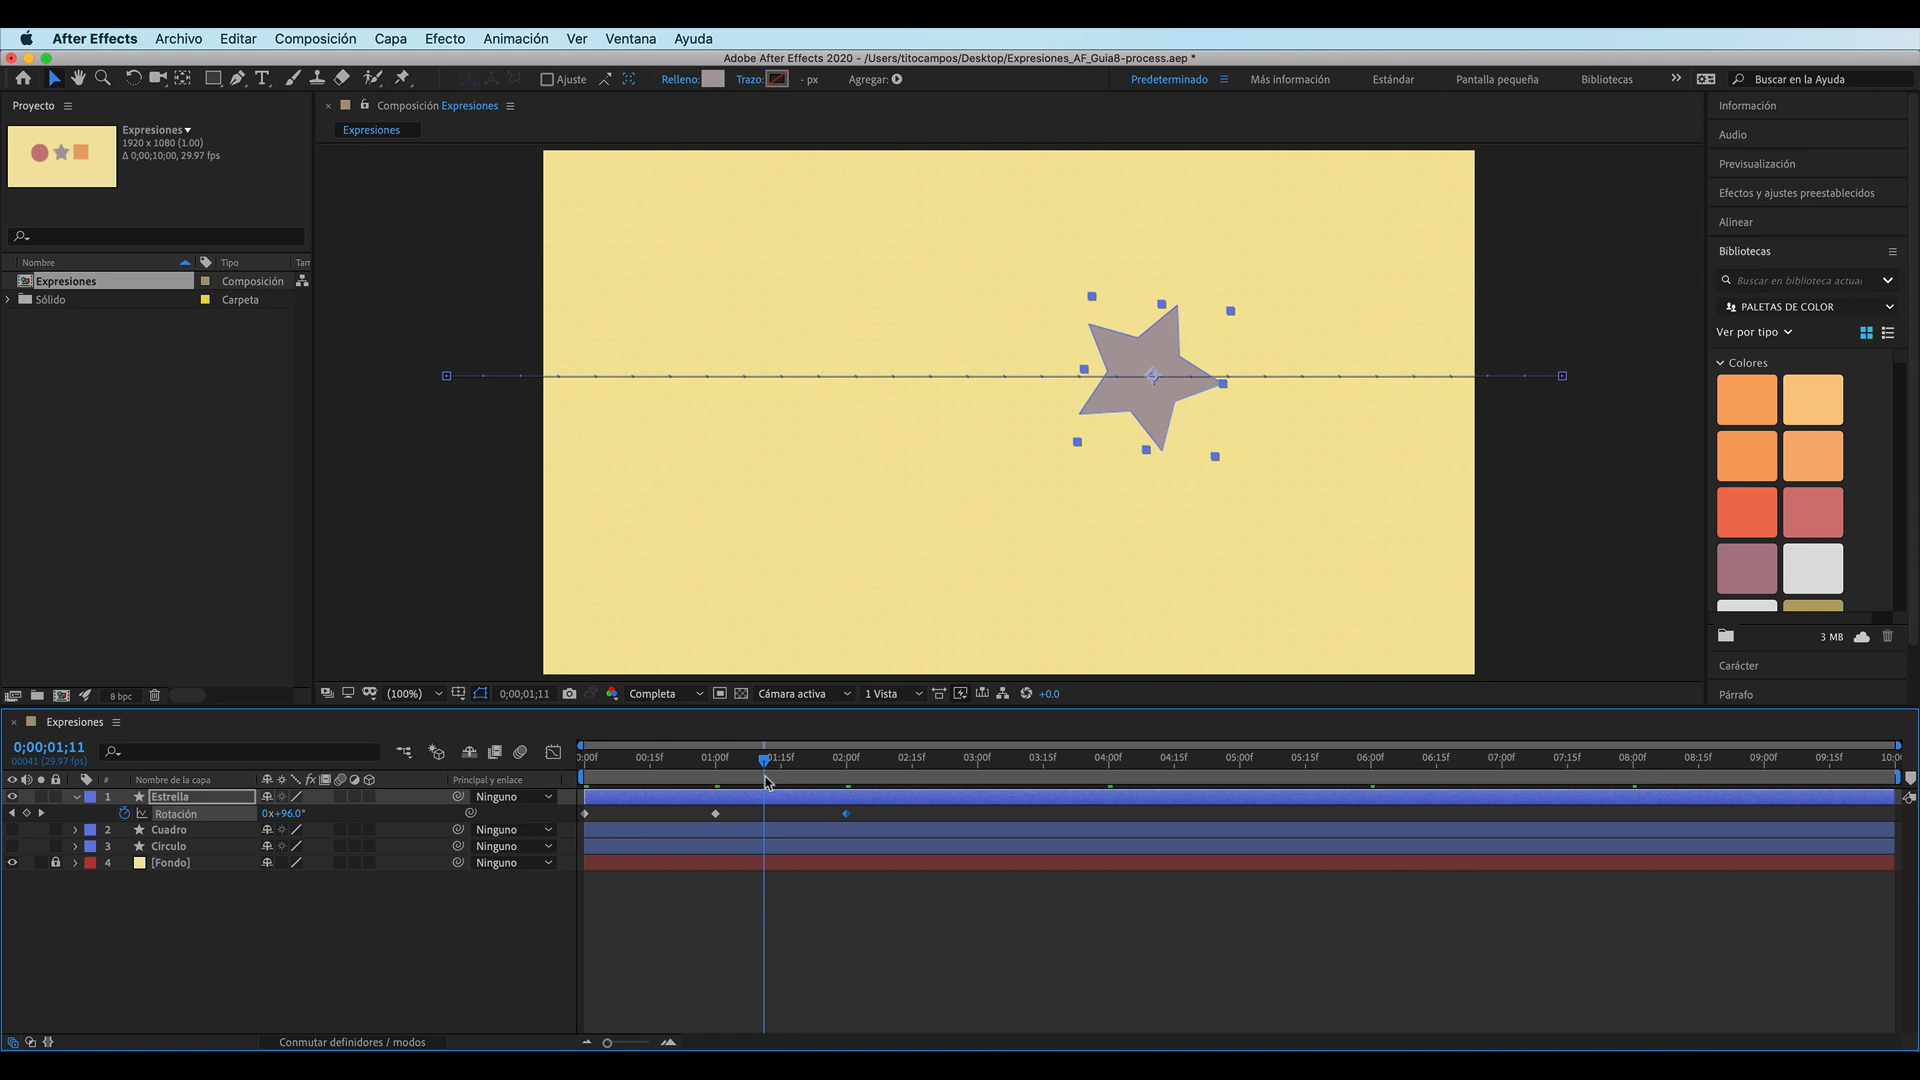 After Effects Archivo Editar Composición Capa Efecto Animación Ver Ventana Ayuda
Adobe After Effects 2020 - /Users/titocampos/Desktop/Expresiones_AF_Guia8-process.aep *
Ajuste Relleno: Trazo: - px Agregar: Predeterminado Más información Estándar Pantalla pequeña Bibliotecas Buscar en la Ayuda
Proyecto
Expresiones
1920 x 1080 (1.00)
Δ 0;00;10;00, 29.97 fps
Nombre Tipo Tam
Expresiones Composición
Sólido Carpeta
8 bpc
Composición Expresiones
Expresiones
(100%) 0;00;01;11 Completa Cámara activa 1 Vista +0.0
Información
Audio
Previsualización
Efectos y ajustes preestablecidos
Alinear
Bibliotecas
Buscar en biblioteca actual
PALETAS DE COLOR
Ver por tipo
Colores
3 MB
Carácter
Párrafo
Expresiones
0;00;01;11
00041 (29.97 fps)
:00f 00:15f 01:00f 01:15f 02:00f 02:15f 03:00f 03:15f 04:00f 04:15f 05:00f 05:15f 06:00f 06:15f 07:00f 07:15f 08:00f 08:15f 09:00f 09:15f 10:00
# Nombre de la capa Principal y enlace
1 Estrella Ninguno
Rotación 0x+96.0°
2 Cuadro Ninguno
3 Circulo Ninguno
4 [Fondo] Ninguno
Conmutar definidores / modos